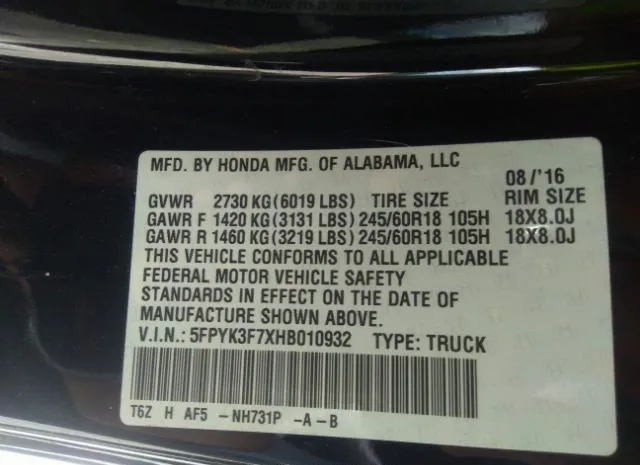 MFD. BY HONDA MFG. OF ALABAMA, LLC
08/'16
GVWR 2730 KG(6019 LBS) TIRE SIZE RIM SIZE
GAWR F 1420 KG(3131 LBS) 245/60R18 105H 18X8.0J
GAWR R 1460 KG(3219 LBS) 245/60R18 105H 18X8.0J
THIS VEHICLE CONFORMS TO ALL APPLICABLE
FEDERAL MOTOR VEHICLE SAFETY
STANDARDS IN EFFECT ON THE DATE OF
MANUFACTURE SHOWN ABOVE.
V.I.N.: 5FPYK3F7XHB010932 TYPE: TRUCK
T6Z H AF5 -NH731P -A-B